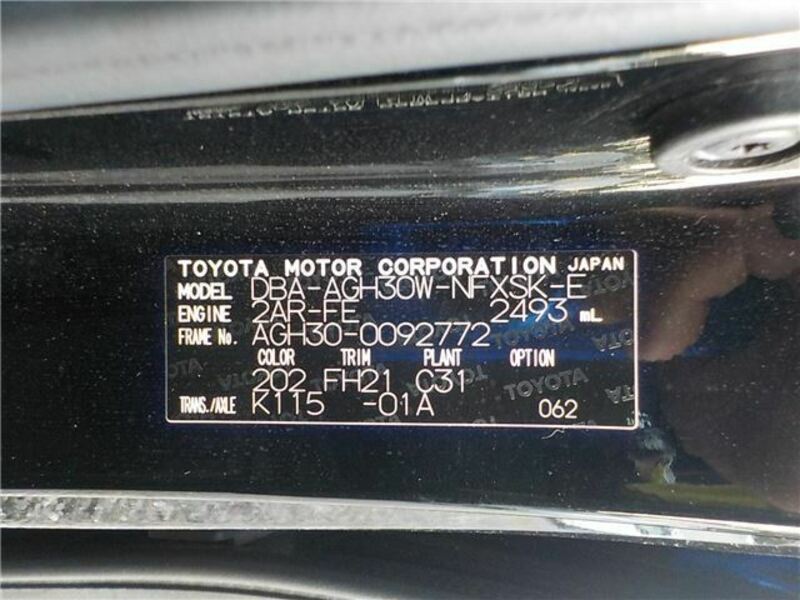 TOYOTA MOTOR CORPORATION JAPAN
MODEL DBA-AGH30W-NFXSK-E
ENGINE 2AR-FE 2493 mL
FRAME No. AGH30-0092772
COLOR TRIM PLANT OPTION
202 FH21 C31
TRANS./AXLE K115 -01A 062